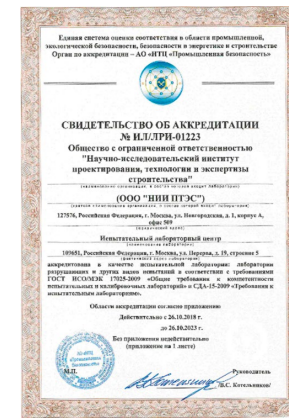 Единая система оценки соответствия в области промышленной,
экологической безопасности, безопасности в энергетике и строительстве
Орган по аккредитации – АО «НТЦ «Промышленная безопасность»
СВИДЕТЕЛЬСТВО ОБ АККРЕДИТАЦИИ
№ ИЛ/ЛРИ-01223
Общество с ограниченной ответственностью
"Научно-исследовательский институт
проектирования, технологии и экспертизы
строительства"
(ООО "НИИ ПТЭС")
127576, Российская Федерация, г. Москва, ул. Новгородская, д. 1, корпус А,
офис 509
Испытательный лабораторный центр
109651, Российская Федерация, г. Москва, ул. Перерва, д. 19, строение 5
аккредитована в качестве испытательной лаборатории: лаборатории
разрушающих и других видов испытаний в соответствии с требованиями
ГОСТ ИСО/МЭК 17025-2009 «Общие требования к компетентности
испытательных и калибровочных лабораторий» и СДА-15-2009 «Требования к
испытательным лабораториям».
Область аккредитации согласно приложению
Действительно с 26.10.2018 г.
до 26.10.2023 г.
Без приложения недействительно
(приложение на 1 листе)
М.П.
Руководитель
/В.С. Котельников/